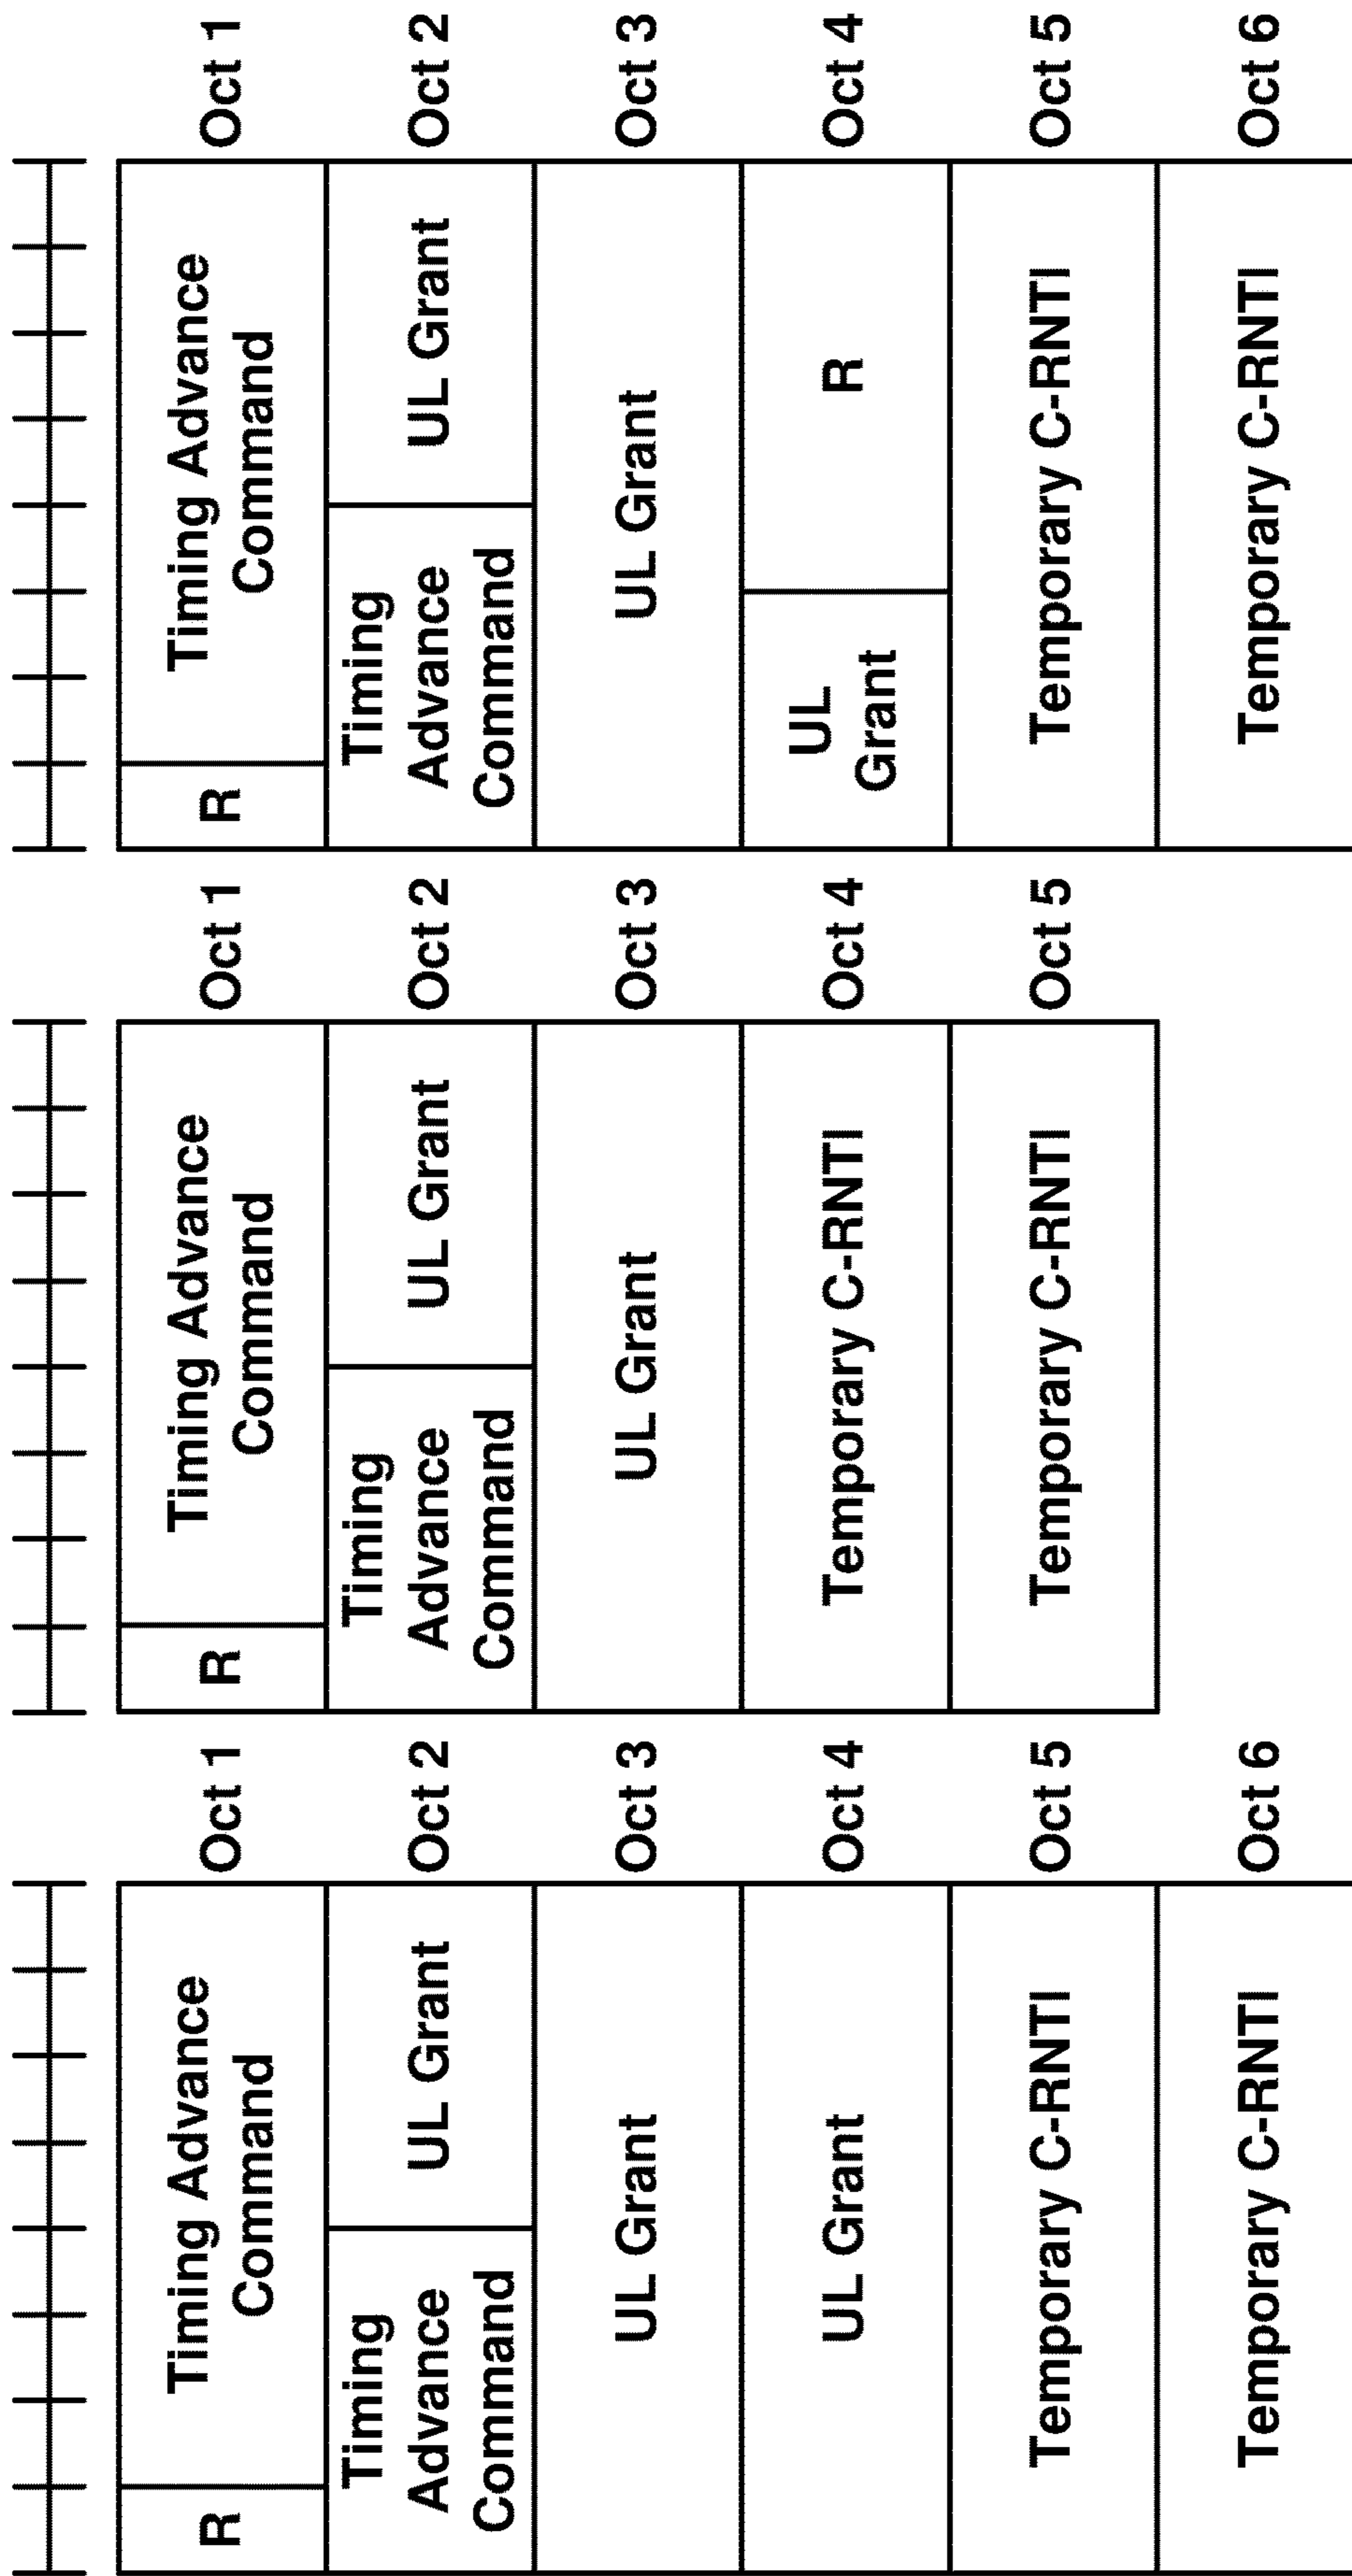 R
Timing Advance
Command
Oct 1
Timing
Advance
Command
UL Grant
Oct 2
UL Grant
Oct 3
UL Grant
Oct 4
Temporary C-RNTI
Oct 5
Temporary C-RNTI
Oct 6
R
Timing Advance
Command
Oct 1
Timing
Advance
Command
UL Grant
Oct 2
UL Grant
Oct 3
Temporary C-RNTI
Oct 4
Temporary C-RNTI
Oct 5
R
Timing Advance
Command
Oct 1
Timing
Advance
Command
UL Grant
Oct 2
UL Grant
Oct 3
UL
Grant
R
Oct 4
Temporary C-RNTI
Oct 5
Temporary C-RNTI
Oct 6